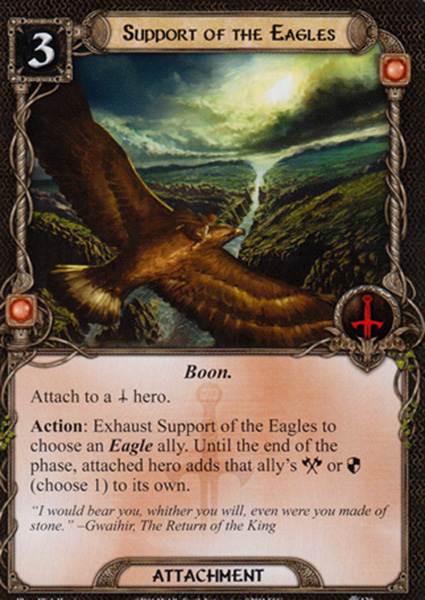 3
SUPPORT OF THE EAGLES
Boon.
Attach to a hero.
Action: Exhaust Support of the Eagles to
choose an Eagle ally. Until the end of the
phase, attached hero adds that ally's or
(choose 1) to its own.
“I would bear you, whither you will, even were you made of
stone.” –Gwaihir, The Return of the King
ATTACHMENT